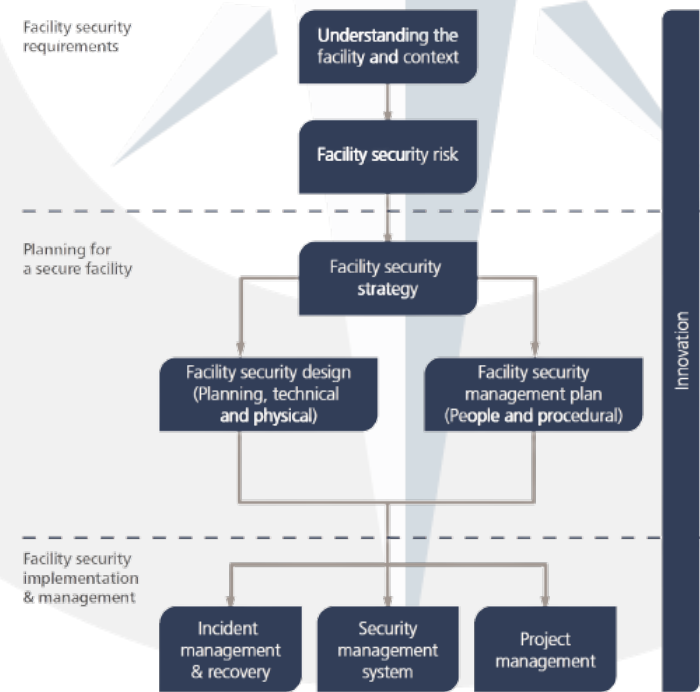 Facility security
requirements
Understanding the
facility and context
Facility security risk
Planning for
a secure facility
Facility security
strategy
Facility security design
(Planning, technical
and physical)
Facility security
management plan
(People and procedural)
Innovation
Facility security
implementation
& management
Incident
management
& recovery
Security
management
system
Project
management